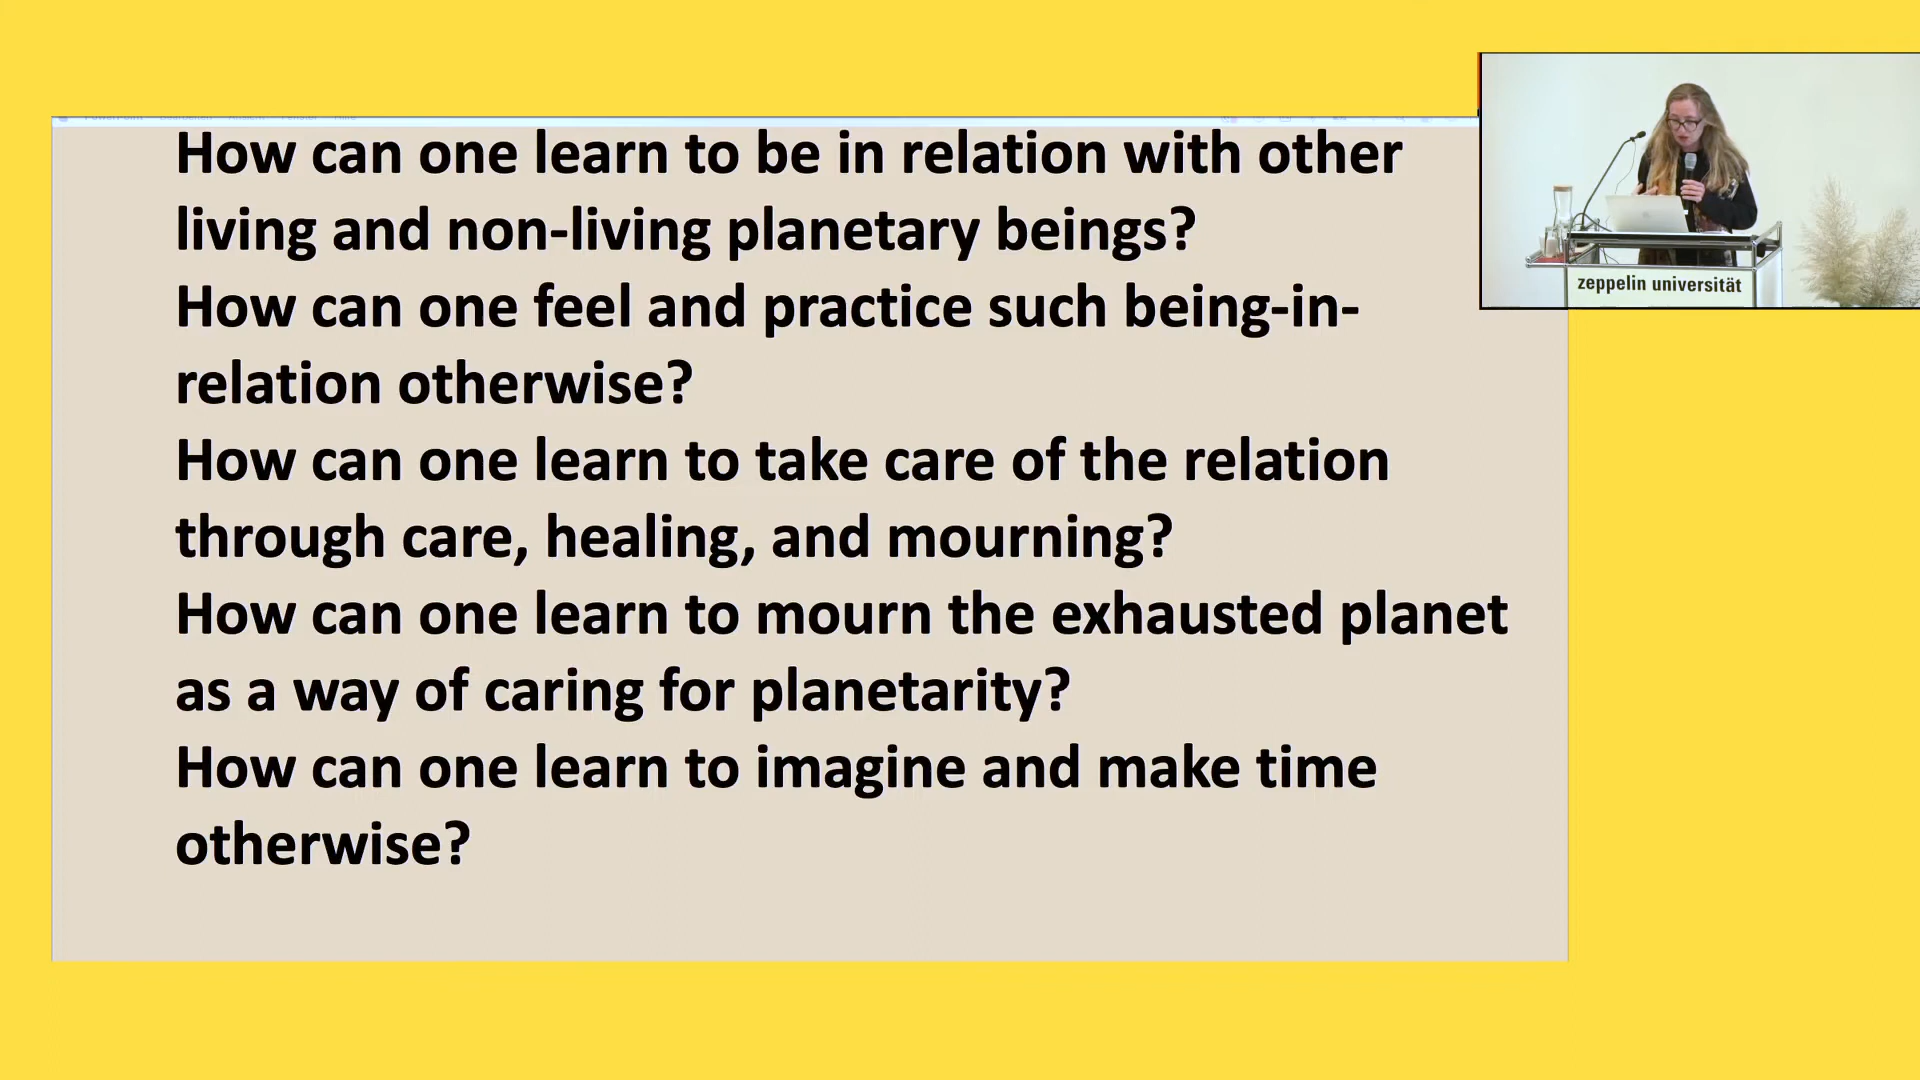 How can one learn to be in relation with other
living and non-living planetary beings?
How can one feel and practice such being-in-
relation otherwise?
How can one learn to take care of the relation
through care, healing, and mourning?
How can one learn to mourn the exhausted planet
as a way of caring for planetarity?
How can one learn to imagine and make time
otherwise?
zeppelin universität